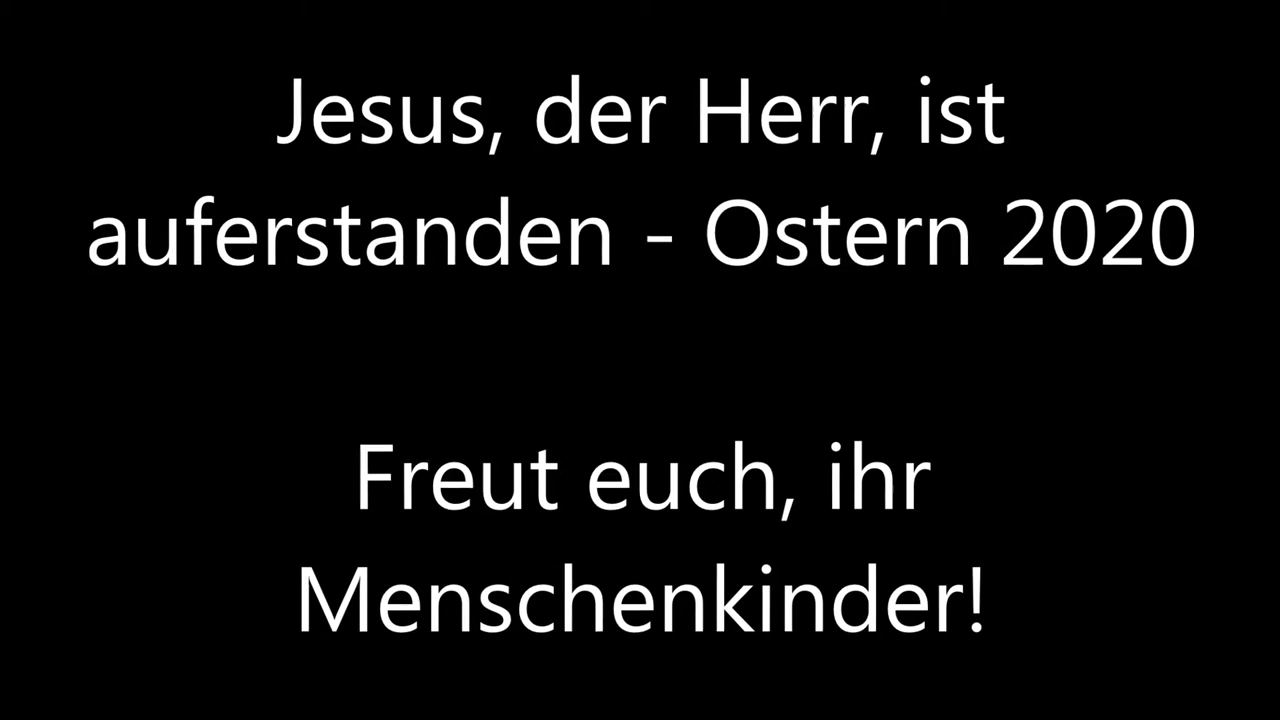 Jesus, der Herr, ist
auferstanden - Ostern 2020
Freut euch, ihr
Menschenkinder!